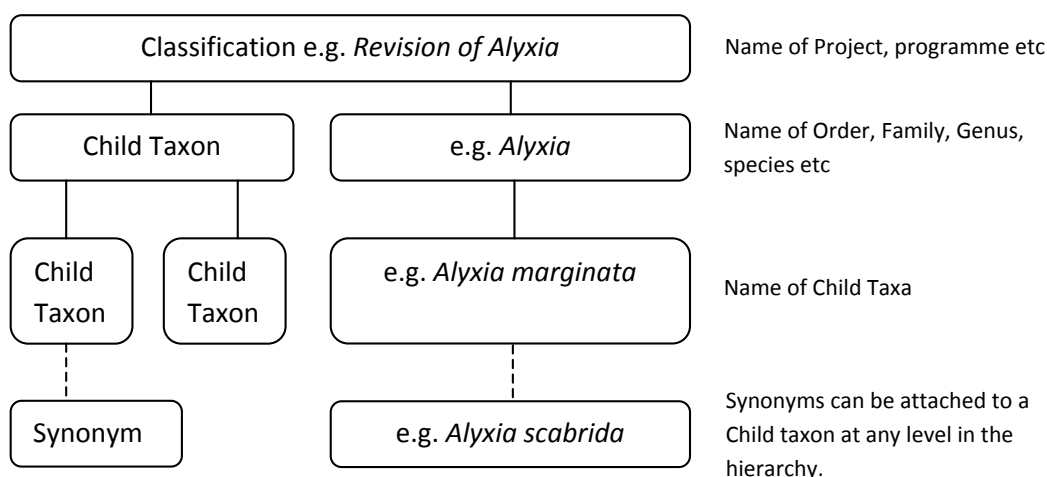 Classification e.g. Revision of Alyxia
Name of Project, programme etc
Child Taxon
e.g. Alyxia
Name of Order, Family, Genus,
species etc
Child
Taxon
Child
Taxon
e.g. Alyxia marginata
Name of Child Taxa
Synonym
e.g. Alyxia scabrida
Synonyms can be attached to a
Child taxon at any level in the
hierarchy.